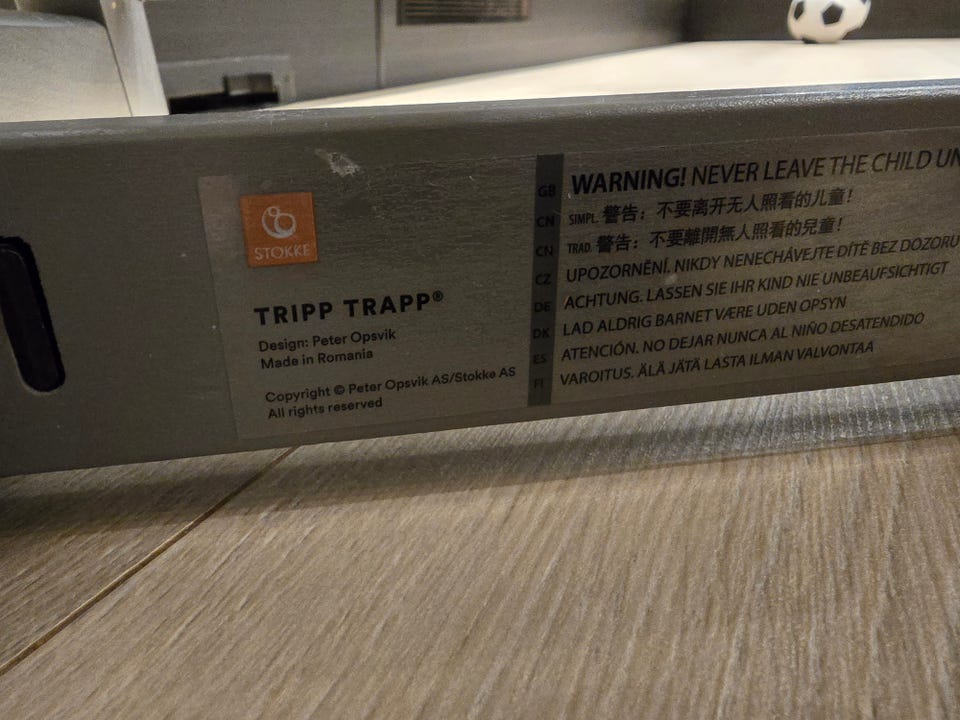 STOKKE
TRIPP TRAPP®
Design: Peter Opsvik
Made in Romania
Copyright © Peter Opsvik AS/Stokke AS
All rights reserved
GB WARNING! NEVER LEAVE THE CHILD UN
CN SIMPL. 警告：不要离开无人照看的儿童！
CN TRAD. 警告：不要離開無人照看的兒童！
CZ UPOZORNĚNÍ. NIKDY NENECHÁVEJTE DÍTĚ BEZ DOZORU
DE ACHTUNG. LASSEN SIE IHR KIND NIE UNBEAUFSICHTIGT
DK LAD ALDRIG BARNET VÆRE UDEN OPSYN
ES ATENCIÓN. NO DEJAR NUNCA AL NIÑO DESATENDIDO
FI VAROITUS. ÄLÄ JÄTÄ LASTA ILMAN VALVONTAA